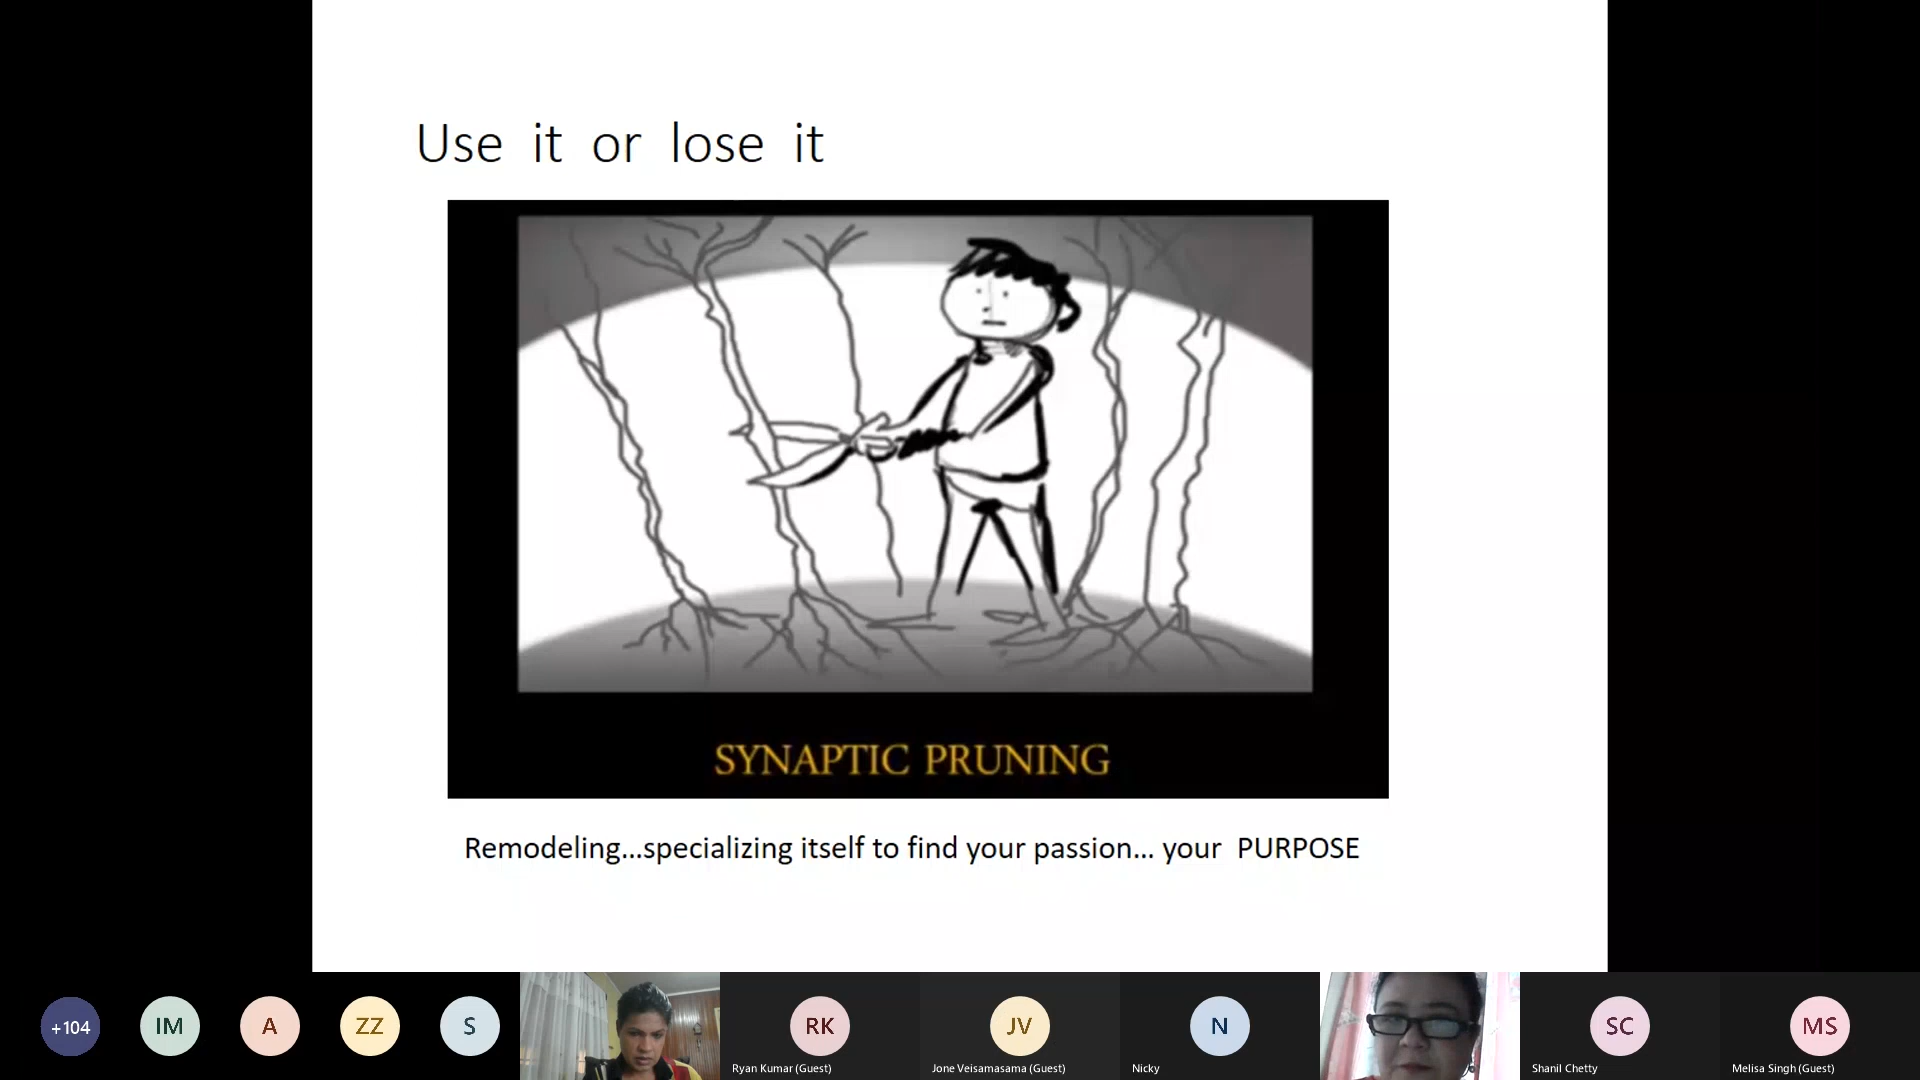 Use it or lose it
SYNAPTIC PRUNING
Remodeling...specializing itself to find your passion... your PURPOSE
+104
IM
A
ZZ
S
RK
JV
N
SC
MS
Ryan Kumar (Guest)
Jone Veisamasama (Guest)
Nicky
Shanil Chetty
Melisa Singh (Guest)